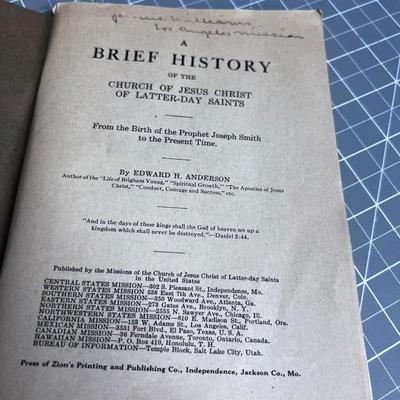 Jennie Williams,
Los Angeles Mission
A
BRIEF HISTORY
OF THE
CHURCH OF JESUS CHRIST
OF LATTER-DAY SAINTS
From the Birth of the Prophet Joseph Smith
to the Present Time.
By EDWARD H. ANDERSON
Author of the "Life of Brigham Young," "Spiritual Growth," "The Apostles of Jesus
Christ," "Conduct, Courage and Success," etc.
"And in the days of these kings shall the God of heaven set up a
kingdom which shall never be destroyed."—Daniel 2:44.
Published by the Missions of the Church of Jesus Christ of Latter-day Saints
in the United States
CENTRAL STATES MISSION—302 S. Pleasant St., Independence, Mo.
WESTERN STATES MISSION 538 East 7th Ave., Denver, Colo.
SOUTHERN STATES MISSION—350 Woodward Ave., Atlanta, Ga.
EASTERN STATES MISSION—273 Gates Ave., Brooklyn, N. Y.
NORTHERN STATES MISSION—2555 N. Sawyer Ave., Chicago, Ill.
NORTHWESTERN STATES MISSION—810 E. Madison St., Portland, Ore.
CALIFORNIA MISSION—153 W. Adams St., Los Angeles, Calif.
MEXICAN MISSION—3531 Fort Blvd., El Paso, Texas, U. S. A.
CANADIAN MISSION—36 Ferndale Avenue, Toronto, Ontario, Canada.
HAWAIIAN MISSION—P. O. BOX 410, Honolulu, T. H.
BUREAU OF INFORMATION—Temple Block, Salt Lake City, Utah.
Press of Zion's Printing and Publishing Co., Independence, Jackson Co., Mo.